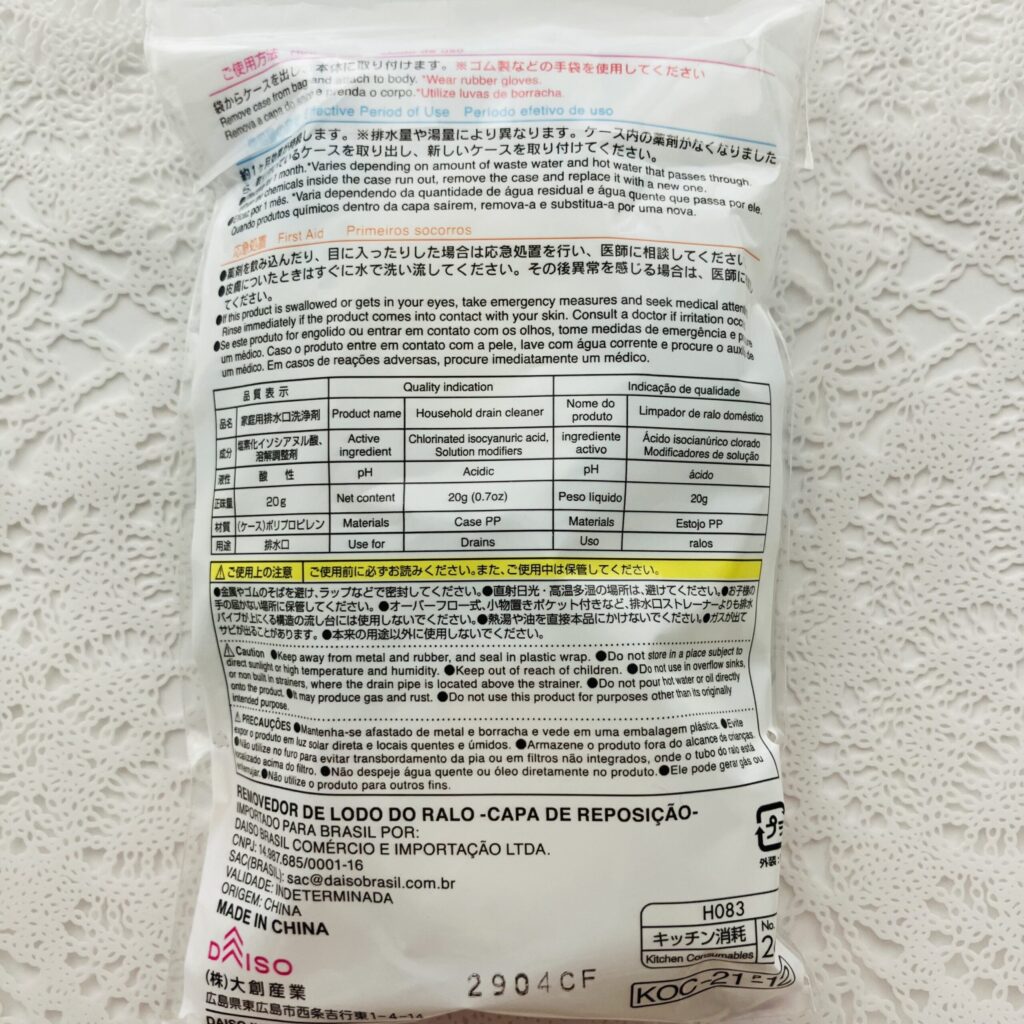 ご使用方法
袋からケースを出し、本体に取り付けます。※ゴム製などの手袋を使用してください
Remove case from bag and attach to body. *Wear rubber gloves.
Remova a capa do e prenda o corpo.*Utilize luvas de borracha.
Effective Period of Use Período efetivo de uso
します。※排水量や湯量により異なります。ケース内の薬剤がなくなりました
いるケースを取り出し、新しいケースを取り付けてください。
1 month.*Varies depending on amount of waste water and hot water that passes through.
chemicals inside the case run out, remove the case and replace it with a new one.
por 1 mês. *Varia dependendo da quantidade de água residual e água quente que passa por ele.
Quando produtos químicos dentro da capa saírem, remova-a e substitua-a por uma nova.
応急処置 First Aid Primeiros socorros
●薬剤を飲み込んだり、目に入ったりした場合は応急処置を行い、医師に相談してください
●皮膚についたときはすぐに水で洗い流してください。その後異常を感じる場合は、医師に
てください。
●If this product is swallowed or gets in your eyes, take emergency measures and seek medical
Rinse immediately if the product comes into contact with your skin. Consult a doctor if irritation
●Se este produto for engolido ou entrar em contato com os olhos, tome medidas de emergência e
um médico. Caso o produto entre em contato com a pele, lave com água corrente e procure o
um médico. Em casos de reações adversas, procure imediatamente um médico.
品質表示 Quality indication Indicação de qualidade
品名 家庭用排水口洗浄剤 Product name Household drain cleaner Nome do produto Limpador de ralo doméstico
成分 塩素化イソシアヌル酸、溶解調整剤 Active ingredient Chlorinated isocyanuric acid, Solution modifiers ingrediente activo Ácido isocianúrico clorado Modificadores de solução
液性 酸性 pH Acidic pH ácido
正味量 20g Net content 20g (0.7oz) Peso líquido 20g
材質 (ケース)ポリプロピレン Materials Case PP Materials Estojo PP
用途 排水口 Use for Drains Uso ralos
⚠ご使用上の注意 ご使用前に必ずお読みください。また、ご使用中は保管してください。
●金属やゴムのそばを避け、ラップなどで密封してください。●直射日光・高温多湿の場所は、避けてください。●お子様の
手の届かない場所に保管してください。●オーバーフロー式、小物置きポケット付きなど、排水口ストレーナーよりも排水
パイプが上にくる構造の流し台には使用しないでください。●熱湯や油を直接本品にかけないでください。●ガスが出て
サビが出ることがあります。●本来の用途以外に使用しないでください。
⚠Caution ●Keep away from metal and rubber, and seal in plastic wrap. ●Do not store in a place subject to
direct sunlight or high temperature and humidity. ●Keep out of reach of children. ●Do not use in overflow sinks,
or non built in strainers, where the drain pipe is located above the strainer. ●Do not pour hot water or oil directly
onto the product. ●It may produce gas and rust. ●Do not use this product for purposes other than its originally
intended purpose.
⚠PRECAUÇÕES ●Mantenha-se afastado de metal e borracha e vede em uma embalagem plástica. ●Evite
expor o produto em luz solar direta e locais quentes e úmidos. ●Armazene o produto fora do alcance de crianças.
●Não utilize no furo para evitar transbordamento da pia ou em filtros não integrados, onde o tubo do ralo está
localizado acima do filtro. ●Não despeje água quente ou óleo diretamente no produto. ●Ele pode gerar gás ou
enferrujar. ●Não utilize o produto para outros fins.
REMOVEDOR DE LODO DO RALO -CAPA DE REPOSIÇÃO-
IMPORTADO PARA BRASIL POR:
DAISO BRASIL COMÉRCIO E IMPORTAÇÃO LTDA.
CNPJ: 14.987.685/0001-16
SAC(BRASIL): sac@daisobrasil.com.br
VALIDADE: INDETERMINADA
ORIGEM: CHINA
MADE IN CHINA
プラ
外装:
H083
キッチン消耗
Kitchen Consumables
No.
DAISO
(株)大創産業
広島県東広島市西条吉行東1-4-14
2904CF
KOC-21